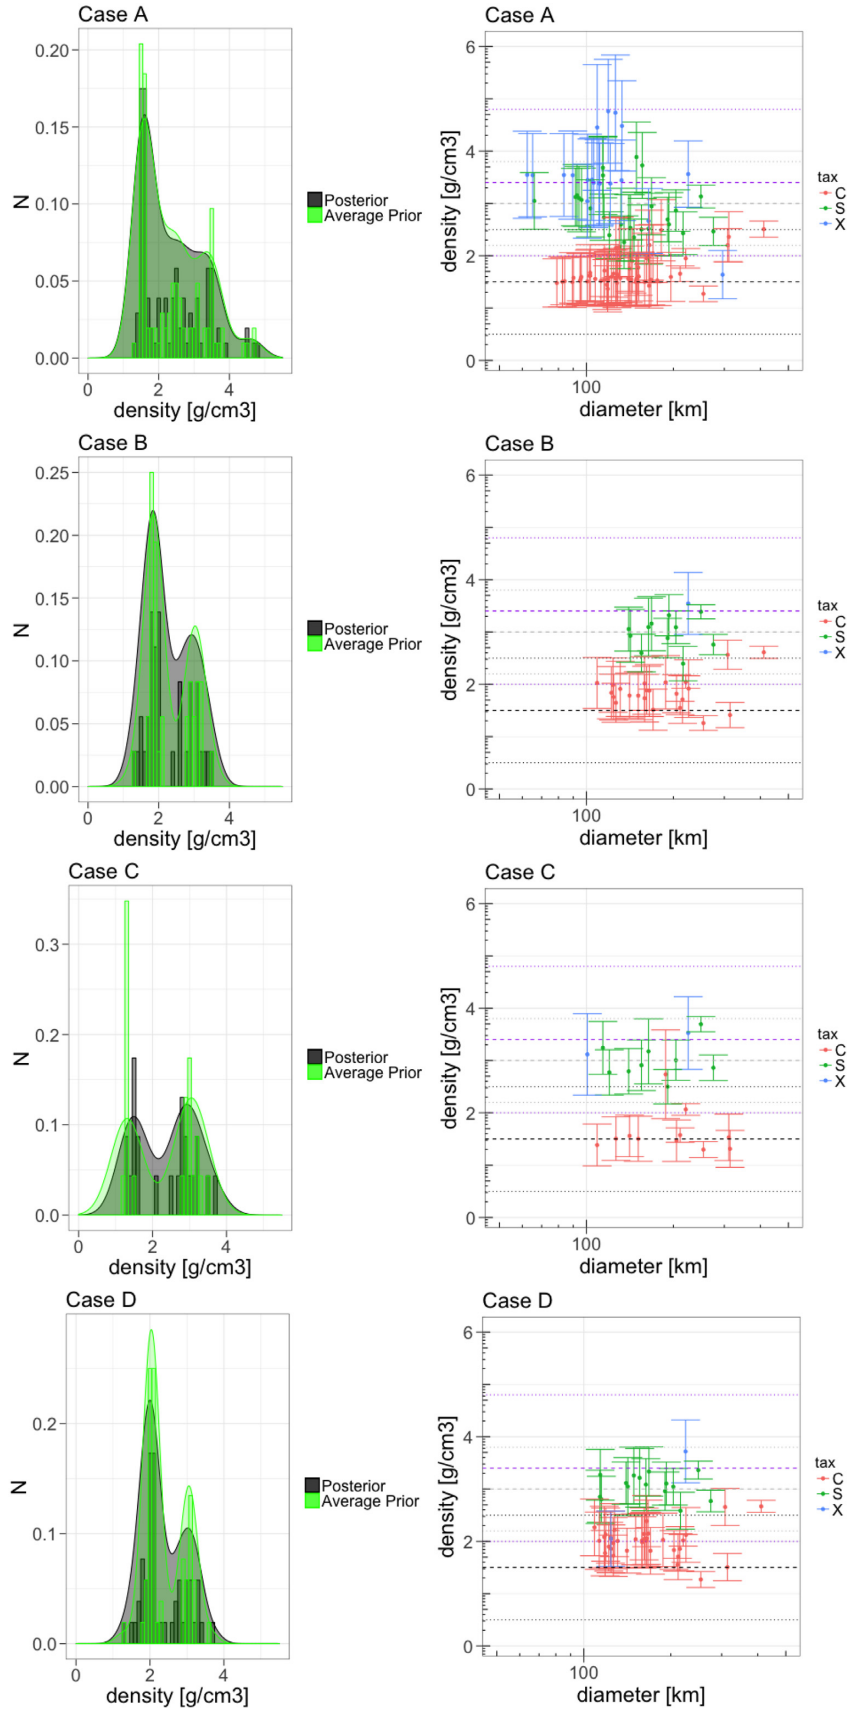 Case A
Case A
0.20
0.15
0.10
0.05
0.00
N
0
2
4
density [g/cm3]
Posterior
Average Prior
6
4
2
0
density [g/cm3]
100
diameter [km]
tax
C
S
X
Case B
Case B
0.25
0.20
0.15
0.10
0.05
0.00
N
0
2
4
density [g/cm3]
Posterior
Average Prior
6
4
2
0
density [g/cm3]
100
diameter [km]
tax
C
S
X
Case C
Case C
0.3
0.2
0.1
0.0
N
0
2
4
density [g/cm3]
Posterior
Average Prior
6
4
2
0
density [g/cm3]
100
diameter [km]
tax
C
S
X
Case D
Case D
0.2
0.1
0.0
N
0
2
4
density [g/cm3]
Posterior
Average Prior
6
4
2
0
density [g/cm3]
100
diameter [km]
tax
C
S
X